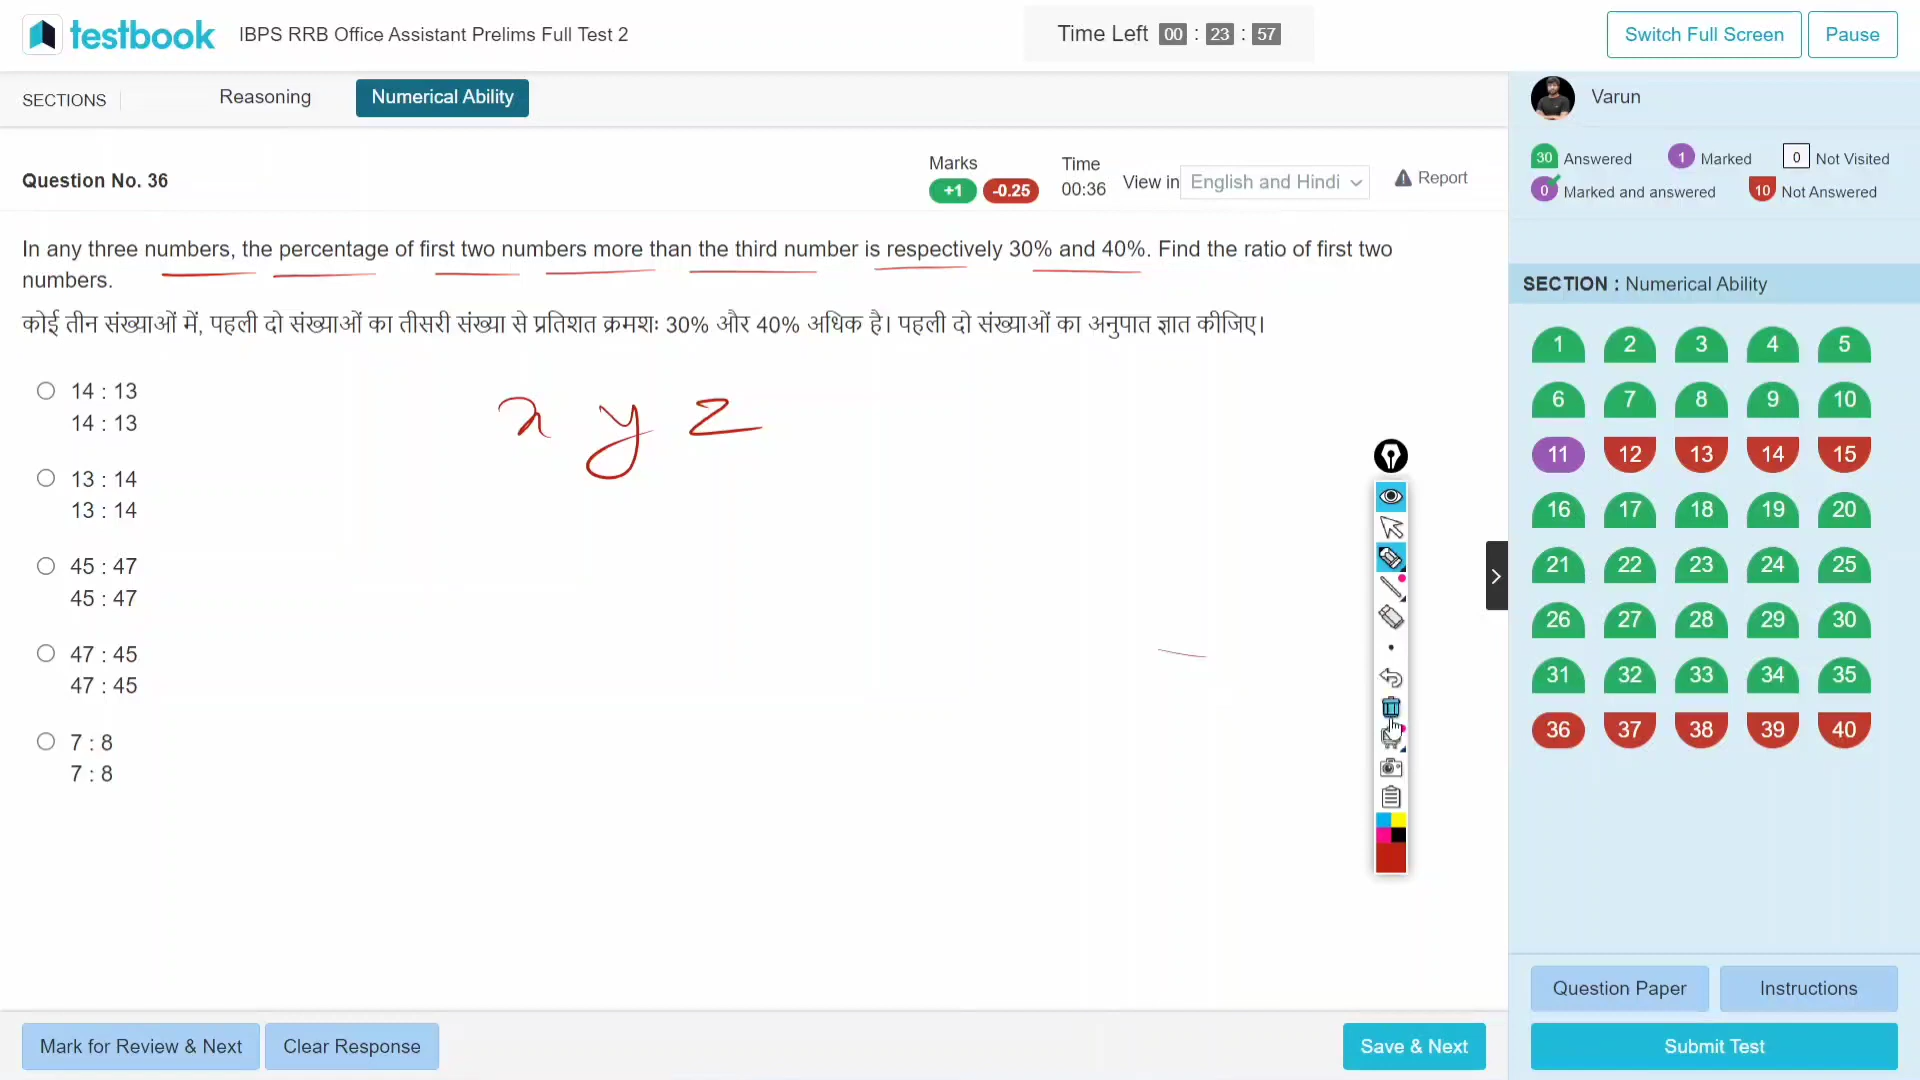 testbook
IBPS RRB Office Assistant Prelims Full Test 2
Time Left 00 : 23 : 57
Switch Full Screen
Pause
SECTIONS
Reasoning
Numerical Ability
Varun
30 Answered
1 Marked
0 Not Visited
0 Marked and answered
10 Not Answered
Question No. 36
Marks
+1 -0.25
Time
00:36
View in English and Hindi
Report
In any three numbers, the percentage of first two numbers more than the third number is respectively 30% and 40%. Find the ratio of first two
numbers.
कोई तीन संख्याओं में, पहली दो संख्याओं का तीसरी संख्या से प्रतिशत क्रमशः 30% और 40% अधिक है। पहली दो संख्याओं का अनुपात ज्ञात कीजिए।
14 : 13
14 : 13
13 : 14
13 : 14
45 : 47
45 : 47
47 : 45
47 : 45
7 : 8
7 : 8
x y z
SECTION : Numerical Ability
1 2 3 4 5
6 7 8 9 10
11 12 13 14 15
16 17 18 19 20
21 22 23 24 25
26 27 28 29 30
31 32 33 34 35
36 37 38 39 40
Question Paper
Instructions
Mark for Review & Next
Clear Response
Save & Next
Submit Test